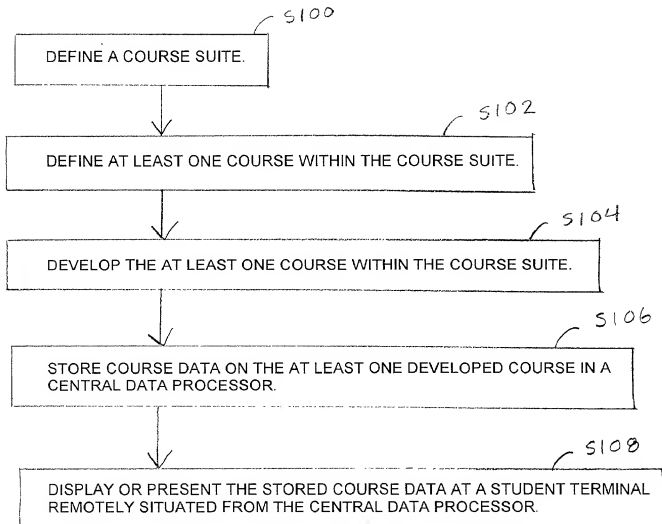 S100
DEFINE A COURSE SUITE.
S102
DEFINE AT LEAST ONE COURSE WITHIN THE COURSE SUITE.
S104
DEVELOP THE AT LEAST ONE COURSE WITHIN THE COURSE SUITE.
S106
STORE COURSE DATA ON THE AT LEAST ONE DEVELOPED COURSE IN A
CENTRAL DATA PROCESSOR.
S108
DISPLAY OR PRESENT THE STORED COURSE DATA AT A STUDENT TERMINAL
REMOTELY SITUATED FROM THE CENTRAL DATA PROCESSOR.